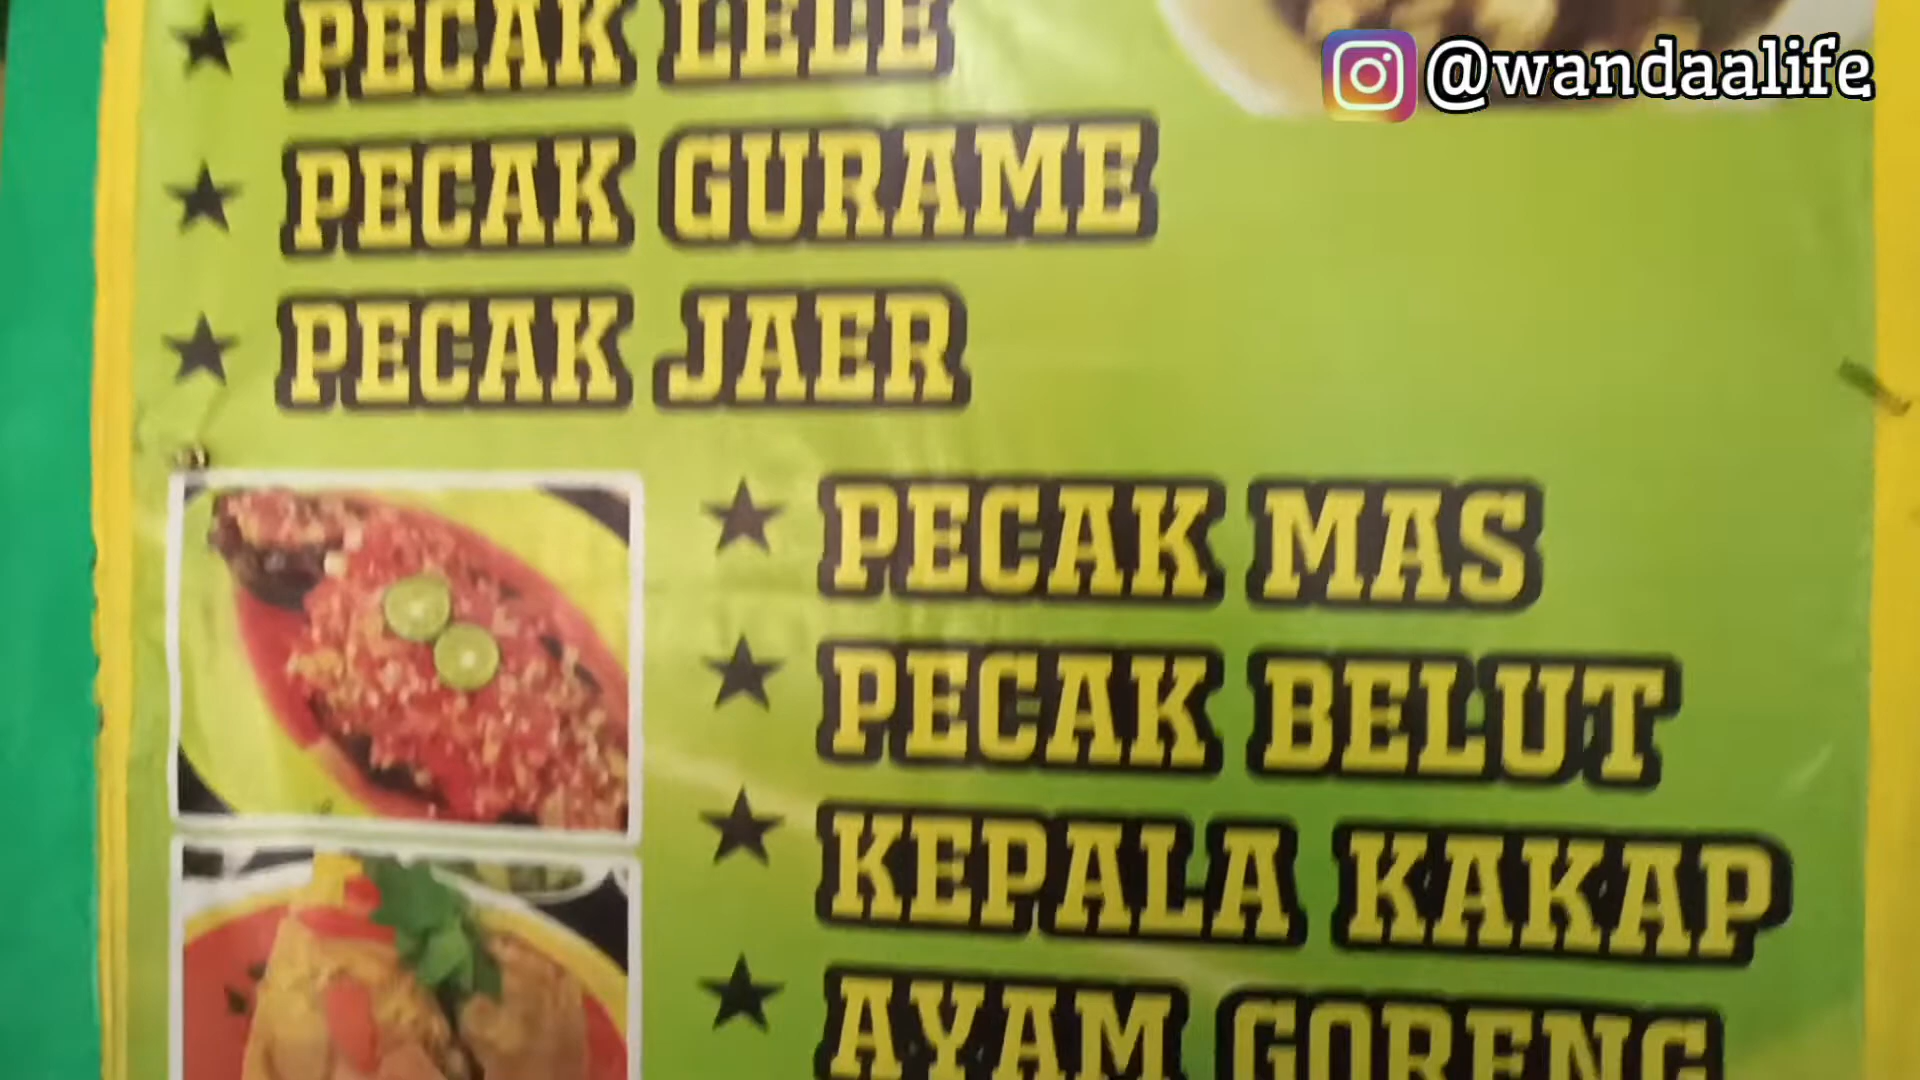 PECAK LELE
@wandaalife
PECAK GURAME
PECAK JAER
PECAK MAS
PECAK BELUT
KEPALA KAKAP
AYAM GORENG